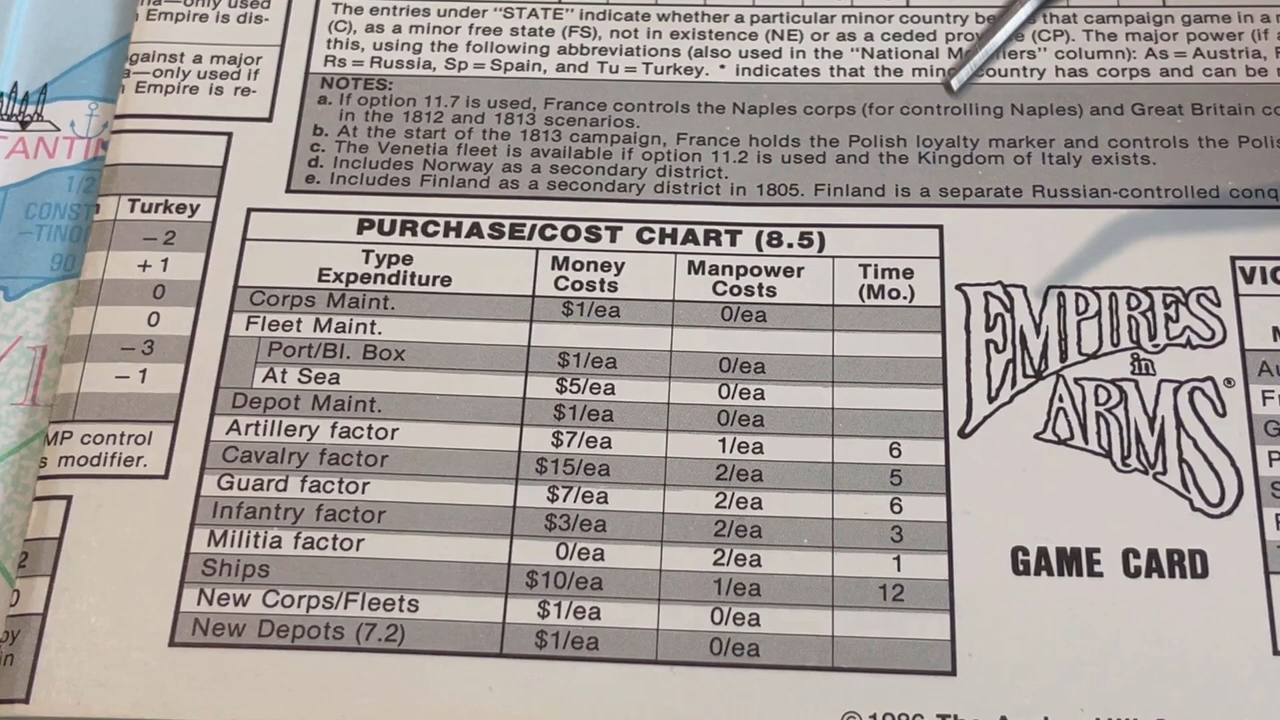 only used
Empire is dis-
gainst a major
only used if
Empire is re-
The entries under "STATE" indicate whether a particular minor country that campaign game in a
(C), as a minor free state (FS), not in existence (NE) or as a ceded (CP). The major power (if
this, using the following abbreviations (also used in the "National column): As = Austria,
Rs = Russia, Sp = Spain, and Tu = Turkey. * indicates that the country has corps and can be
NOTES:
a. If option 11.7 is used, France controls the Naples corps (for controlling Naples) and Great Britain
in the 1812 and 1813 scenarios.
b. At the start of the 1813 campaign, France holds the Polish loyalty marker and controls the
c. The Venetia fleet is available if option 11.2 is used and the Kingdom of Italy exists.
d. Includes Norway as a secondary district.
e. Includes Finland as a secondary district in 1805. Finland is a separate Russian-controlled
1/2
CONST
-TINO
90
Turkey
-2
+1
0
0
-3
-1
MP control
s modifier.
PURCHASE/COST CHART (8.5)
Type Expenditure Money Costs Manpower Costs Time (Mo.)
Corps Maint. $1/ea 0/ea
Fleet Maint.
Port/Bl. Box $1/ea 0/ea
At Sea $5/ea 0/ea
Depot Maint. $1/ea 0/ea
Artillery factor $7/ea 1/ea 6
Cavalry factor $15/ea 2/ea 5
Guard factor $7/ea 2/ea 6
Infantry factor $3/ea 2/ea 3
Militia factor 0/ea 2/ea 1
Ships $10/ea 1/ea 12
New Corps/Fleets $1/ea 0/ea
New Depots (7.2) $1/ea 0/ea
EMPIRES
in
ARMS®
GAME CARD